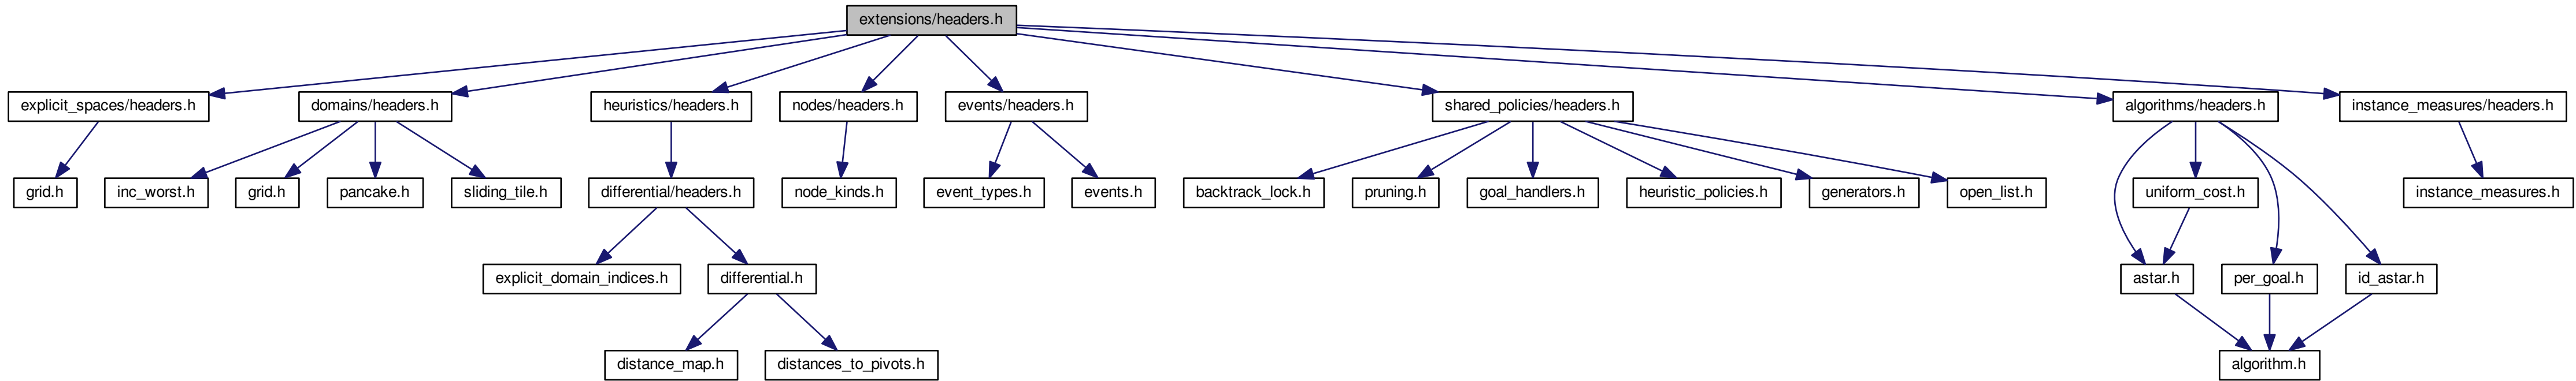 extensions/headers.h
explicit_spaces/headers.h
domains/headers.h
heuristics/headers.h
nodes/headers.h
events/headers.h
shared_policies/headers.h
algorithms/headers.h
instance_measures/headers.h
grid.h
inc_worst.h
grid.h
pancake.h
sliding_tile.h
differential/headers.h
node_kinds.h
event_types.h
events.h
backtrack_lock.h
pruning.h
goal_handlers.h
heuristic_policies.h
generators.h
open_list.h
uniform_cost.h
instance_measures.h
explicit_domain_indices.h
differential.h
astar.h
per_goal.h
id_astar.h
distance_map.h
distances_to_pivots.h
algorithm.h